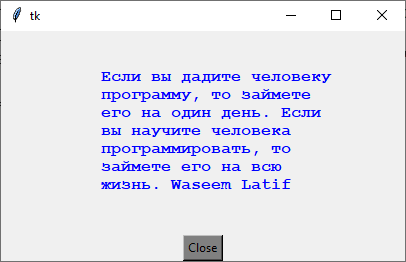 tk
Если вы дадите человеку
программу, то займете
его на один день. Если
вы научите человека
программировать, то
займете его на всю
жизнь. Waseem Latif
Close